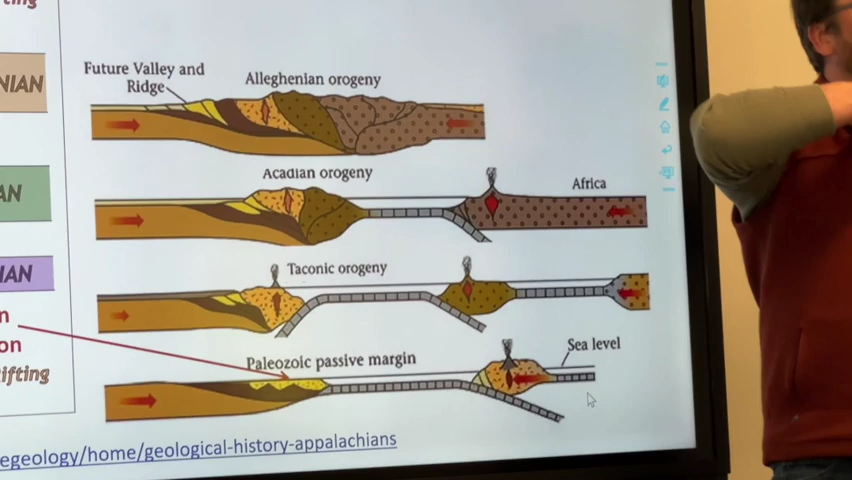 ting
NIAN
AN
IAN
n
on
ifting
Future Valley and
Ridge
Alleghenian orogeny
Acadian orogeny
Africa
Taconic orogeny
Paleozoic passive margin
Sea level
egeology/home/geological-history-appalachians